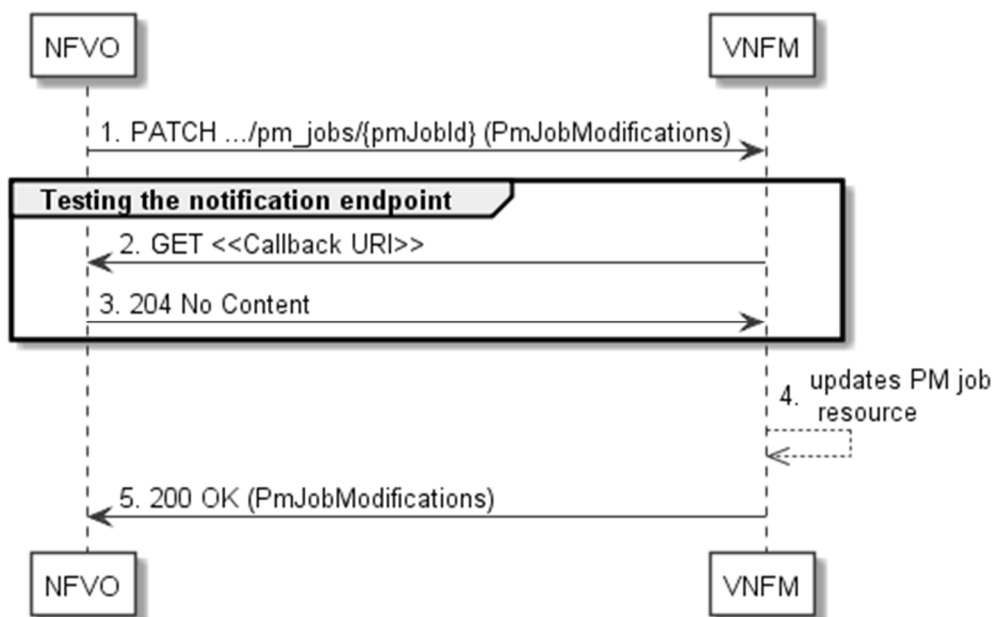 NFVO
VNFM
1. PATCH .../pm_jobs/{pmJobId} (PmJobModifications)
Testing the notification endpoint
2. GET <<Callback URI>>
3. 204 No Content
4. updates PM job
resource
5. 200 OK (PmJobModifications)
NFVO
VNFM